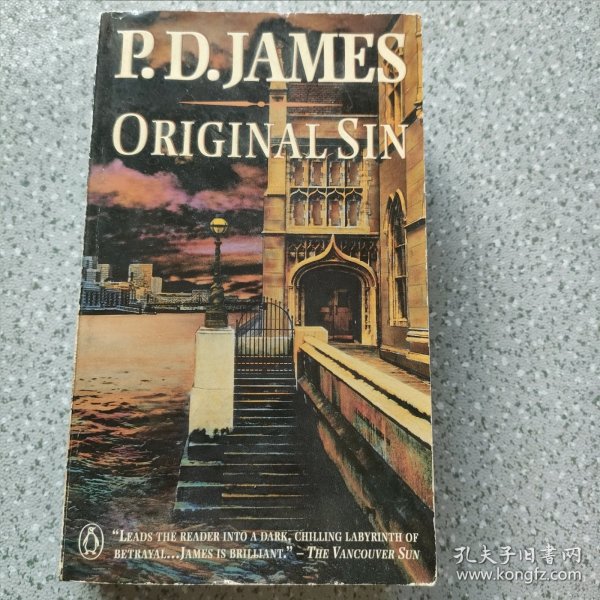 P. D. JAMES
ORIGINAL SIN
"LEADS THE READER INTO A DARK, CHILLING LABYRINTH OF
BETRAYAL...JAMES IS BRILLIANT." – THE VANCOUVER SUN
孔夫子旧书网
www.kongfz.com